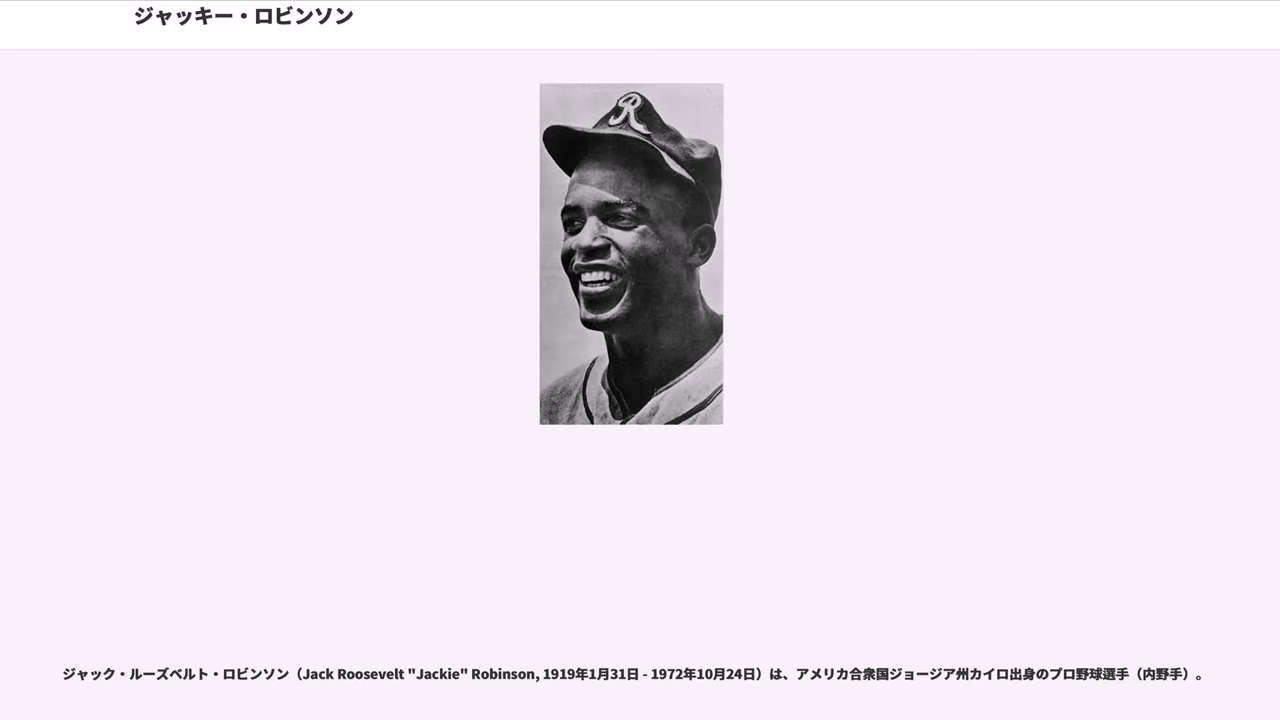 ジャッキー・ロビンソン
R
ジャック・ルーズベルト・ロビンソン（Jack Roosevelt "Jackie" Robinson, 1919年1月31日 - 1972年10月24日）は、アメリカ合衆国ジョージア州カイロ出身のプロ野球選手（内野手）。